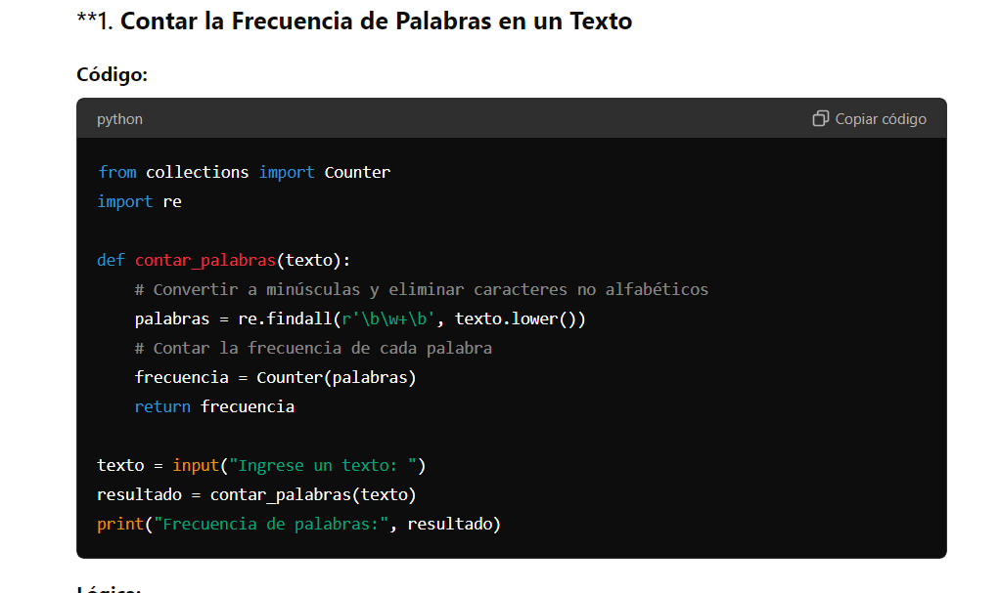 **1. Contar la Frecuencia de Palabras en un Texto
Código:
python
Copiar código
from collections import Counter
import re
def contar_palabras(texto):
# Convertir a minúsculas y eliminar caracteres no alfabéticos
palabras = re.findall(r'\b\w+\b', texto.lower())
# Contar la frecuencia de cada palabra
frecuencia = Counter(palabras)
return frecuencia
texto = input("Ingrese un texto: ")
resultado = contar_palabras(texto)
print("Frecuencia de palabras:", resultado)
Lógica: